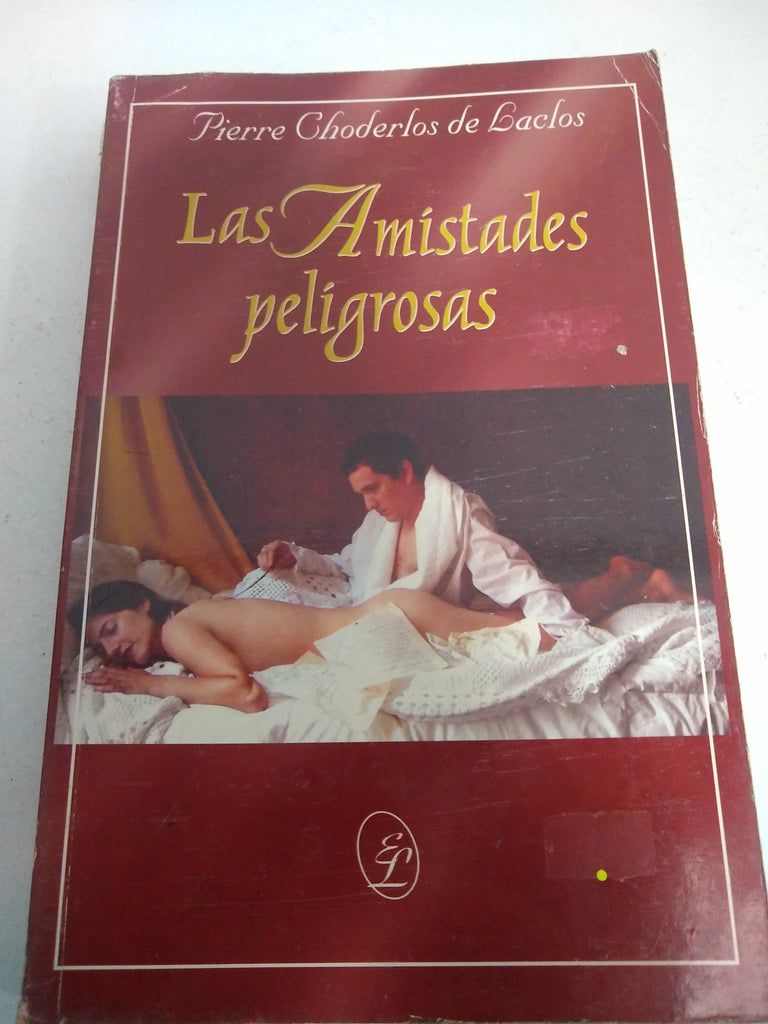 Pierre Choderlos de Laclos
Las Amistades
peligrosas
EL